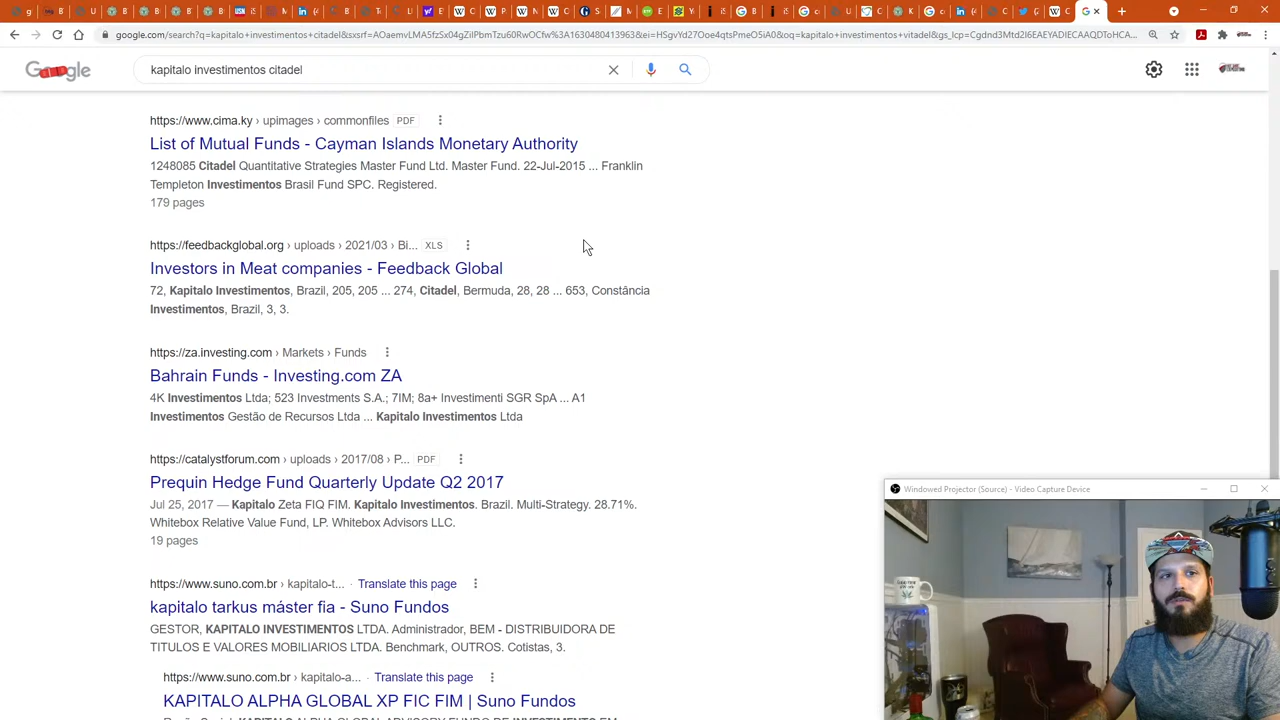 google.com/search?q=kapitalo+investimentos+citadel&sxsrf=AOaemvLMA5fzSx04gZiIPbmTzu60RwOCfw%3A1630480413963&ei=HSgvYd27Ooe4qtsPmeO5iA0&oq=kapitalo+investimentos+vitadel&gs_lcp=Cgdnd3Mtd2l6EAEYADIECAAQDToHCA...
Google
kapitalo investimentos citadel
https://www.cima.ky › upimages › commonfiles PDF
List of Mutual Funds - Cayman Islands Monetary Authority
1248085 Citadel Quantitative Strategies Master Fund Ltd. Master Fund. 22-Jul-2015 ... Franklin
Templeton Investimentos Brasil Fund SPC. Registered.
179 pages
https://feedbackglobal.org › uploads › 2021/03 › Bi... XLS
Investors in Meat companies - Feedback Global
72, Kapitalo Investimentos, Brazil, 205, 205 ... 274, Citadel, Bermuda, 28, 28 ... 653, Constância
Investimentos, Brazil, 3, 3.
https://za.investing.com › Markets › Funds
Bahrain Funds - Investing.com ZA
4K Investimentos Ltda; 523 Investments S.A.; 7IM; 8a+ Investimenti SGR SpA ... A1
Investimentos Gestão de Recursos Ltda ... Kapitalo Investimentos Ltda
https://catalystforum.com › uploads › 2017/08 › P... PDF
Prequin Hedge Fund Quarterly Update Q2 2017
Jul 25, 2017 — Kapitalo Zeta FIQ FIM. Kapitalo Investimentos. Brazil. Multi-Strategy. 28.71%.
Whitebox Relative Value Fund, LP. Whitebox Advisors LLC.
19 pages
Windowed Projector (Source) - Video Capture Device
https://www.suno.com.br › kapitalo-t... · Translate this page
kapitalo tarkus máster fia - Suno Fundos
GESTOR, KAPITALO INVESTIMENTOS LTDA. Administrador, BEM - DISTRIBUIDORA DE
TITULOS E VALORES MOBILIARIOS LTDA. Benchmark, OUTROS. Cotistas, 3.
https://www.suno.com.br › kapitalo-a... · Translate this page
KAPITALO ALPHA GLOBAL XP FIC FIM | Suno Fundos